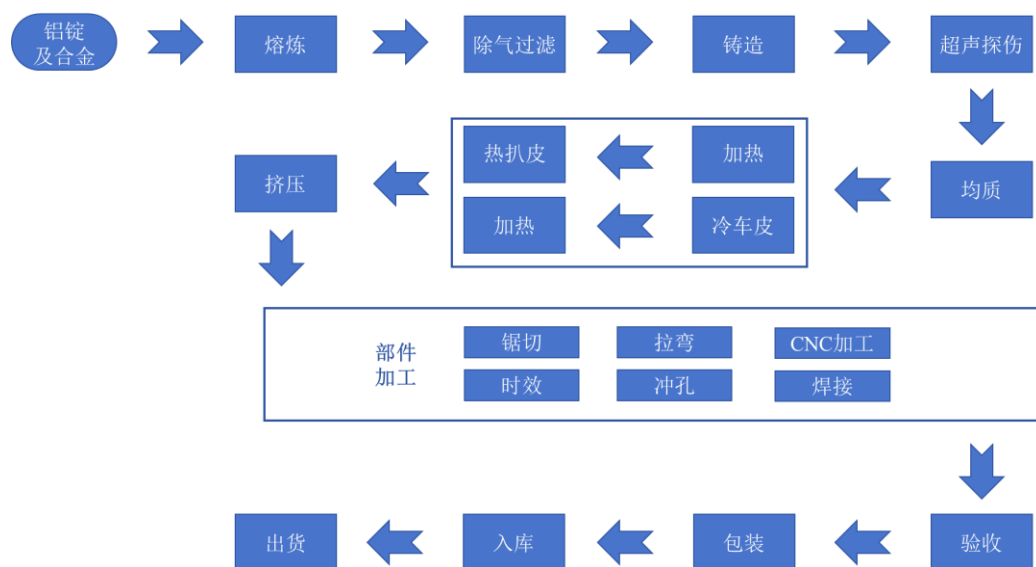 铝锭
及合金
熔炼
除气过滤
铸造
超声探伤
热扒皮
加热
挤压
均质
加热
冷车皮
部件
加工
锯切
拉弯
CNC加工
时效
冲孔
焊接
出货
入库
包装
验收